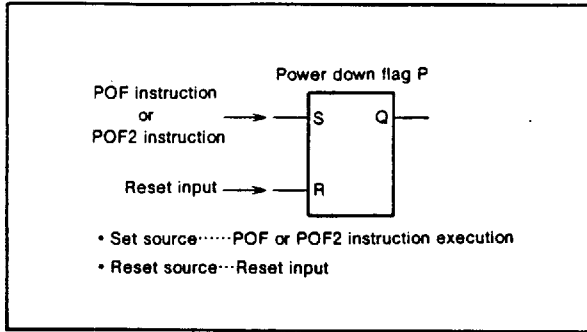 Power down flag P
POF instruction
or
POF2 instruction
S
Q
Reset input
R
• Set source······POF or POF2 instruction execution
• Reset source···Reset input